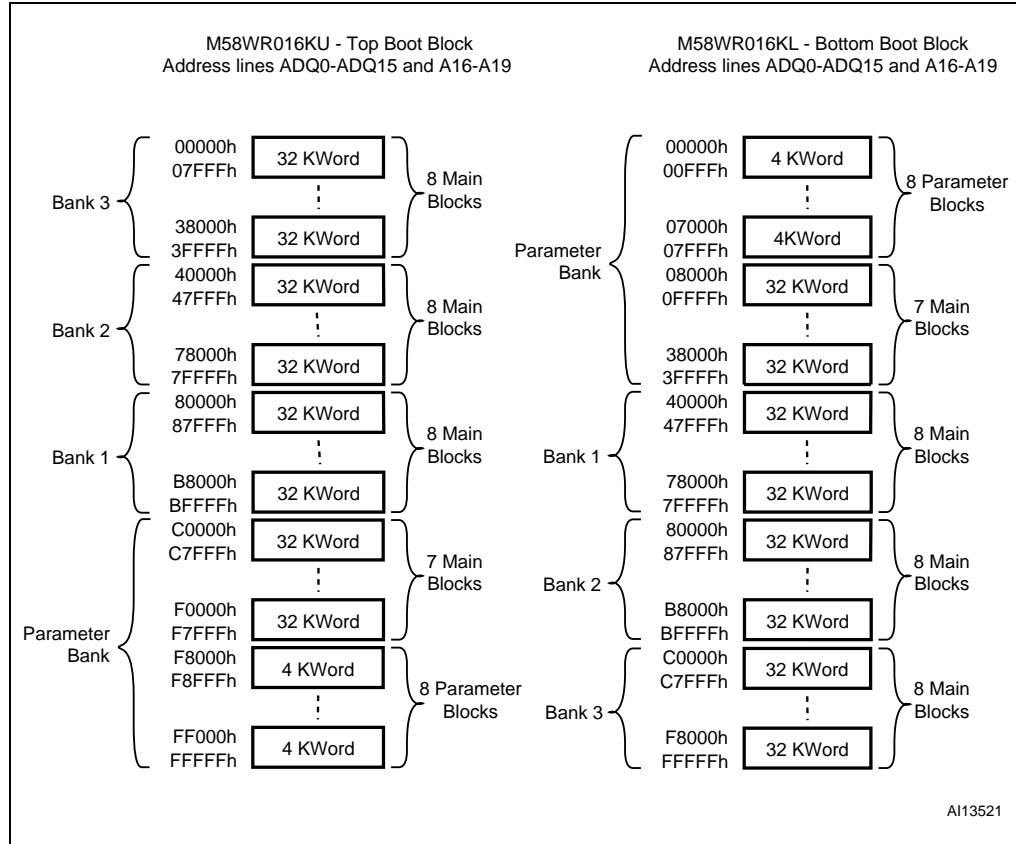 M58WR016KU - Top Boot Block
Address lines ADQ0-ADQ15 and A16-A19
00000h
07FFFh
32 KWord
38000h
3FFFFh
32 KWord
Bank 3
8 Main
Blocks
40000h
47FFFh
32 KWord
78000h
7FFFFh
32 KWord
Bank 2
8 Main
Blocks
80000h
87FFFh
32 KWord
B8000h
BFFFFh
32 KWord
Bank 1
8 Main
Blocks
C0000h
C7FFFh
32 KWord
F0000h
F7FFFh
32 KWord
7 Main
Blocks
Parameter
Bank
F8000h
F8FFFh
4 KWord
FF000h
FFFFFh
4 KWord
8 Parameter
Blocks
M58WR016KL - Bottom Boot Block
Address lines ADQ0-ADQ15 and A16-A19
00000h
00FFFh
4 KWord
07000h
07FFFh
4KWord
8 Parameter
Blocks
Parameter
Bank
08000h
0FFFFh
32 KWord
38000h
3FFFFh
32 KWord
7 Main
Blocks
40000h
47FFFh
32 KWord
78000h
7FFFFh
32 KWord
Bank 1
8 Main
Blocks
80000h
87FFFh
32 KWord
B8000h
BFFFFh
32 KWord
Bank 2
8 Main
Blocks
C0000h
C7FFFh
32 KWord
F8000h
FFFFFh
32 KWord
Bank 3
8 Main
Blocks
AI13521